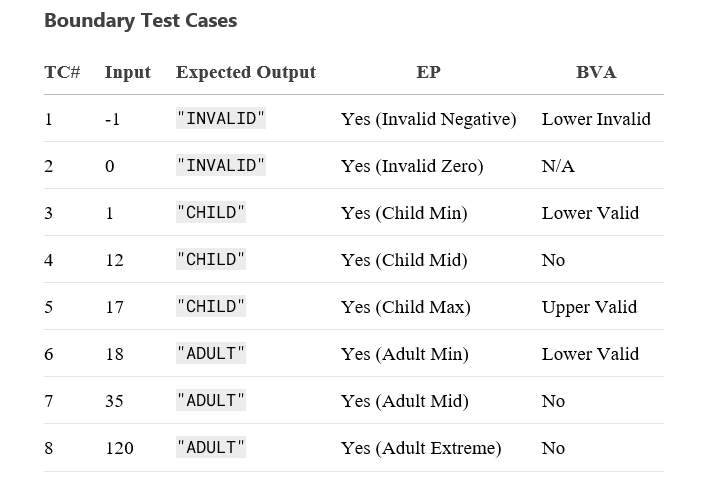 Boundary Test Cases
TC# Input Expected Output EP BVA
1 -1 "INVALID" Yes (Invalid Negative) Lower Invalid
2 0 "INVALID" Yes (Invalid Zero) N/A
3 1 "CHILD" Yes (Child Min) Lower Valid
4 12 "CHILD" Yes (Child Mid) No
5 17 "CHILD" Yes (Child Max) Upper Valid
6 18 "ADULT" Yes (Adult Min) Lower Valid
7 35 "ADULT" Yes (Adult Mid) No
8 120 "ADULT" Yes (Adult Extreme) No